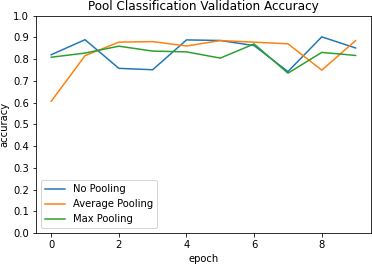 Pool Classification Validation Accuracy
1.0
0.9
0.8
0.7
0.6
0.5
0.4
0.3
0.2
0.1
0.0
accuracy
No Pooling
Average Pooling
Max Pooling
0 2 4 6 8
epoch